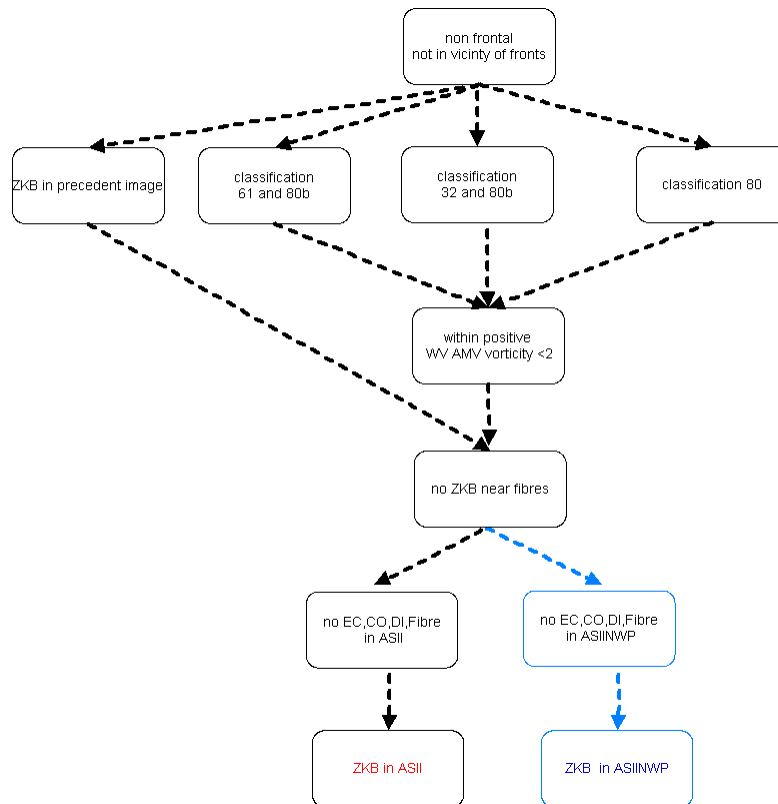 non frontal
not in vicinty of fronts
ZKB in precedent image
classification
61 and 80b
classification
32 and 80b
classification 80
within positive
WV AMV vorticity <2
no ZKB near fibres
no EC,CO,DI,Fibre
in ASII
no EC,CO,DI,Fibre
in ASIINWP
ZKB in ASII
ZKB in ASIINWP